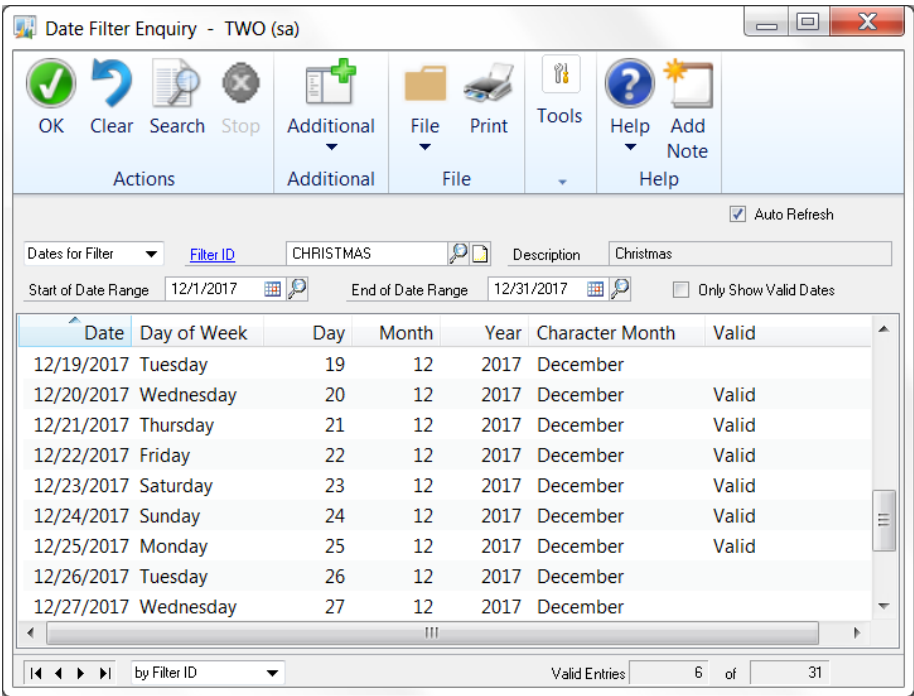 Date Filter Enquiry - TWO (sa)
OK Clear Search Stop Additional File Print Tools Help Add Note
Actions Additional File Help
Auto Refresh
Dates for Filter Filter ID CHRISTMAS Description Christmas
Start of Date Range 12/1/2017 End of Date Range 12/31/2017 Only Show Valid Dates
Date Day of Week Day Month Year Character Month Valid
12/19/2017 Tuesday 19 12 2017 December
12/20/2017 Wednesday 20 12 2017 December Valid
12/21/2017 Thursday 21 12 2017 December Valid
12/22/2017 Friday 22 12 2017 December Valid
12/23/2017 Saturday 23 12 2017 December Valid
12/24/2017 Sunday 24 12 2017 December Valid
12/25/2017 Monday 25 12 2017 December Valid
12/26/2017 Tuesday 26 12 2017 December
12/27/2017 Wednesday 27 12 2017 December
by Filter ID Valid Entries 6 of 31